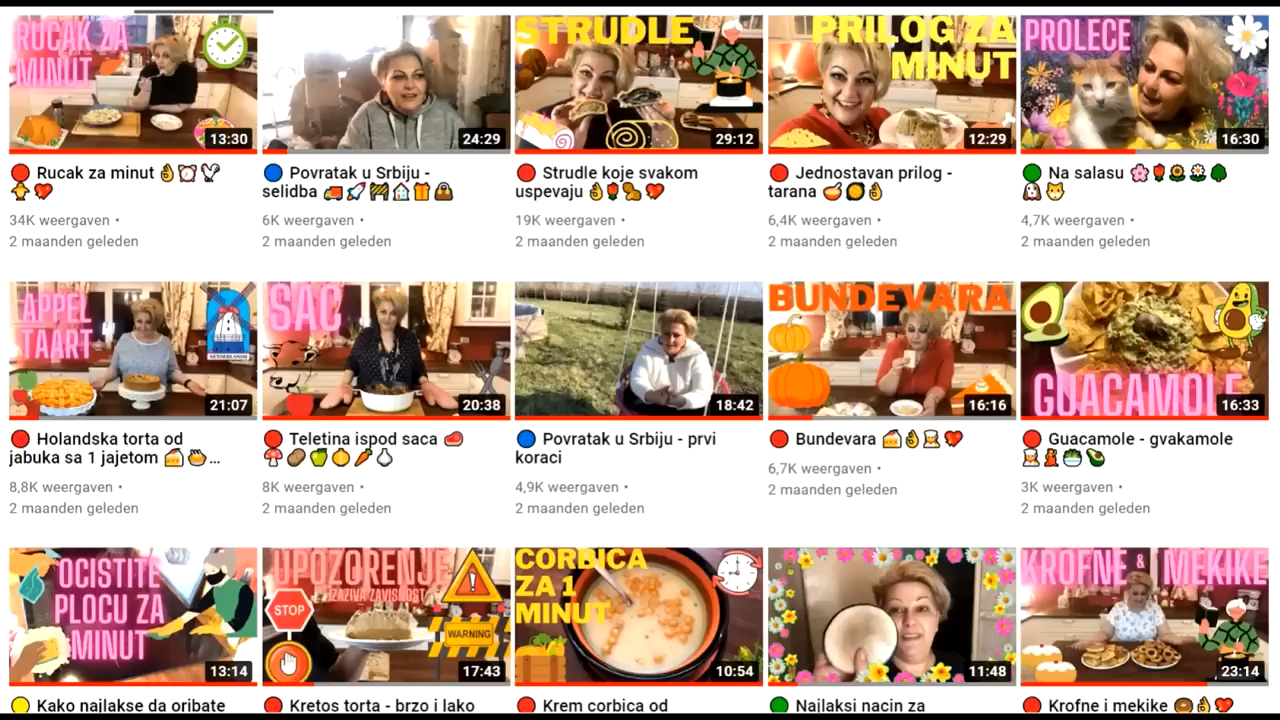 RUCAK ZA
MINUT
13:30
24:29
STRUDLE
29:12
PRILOG ZA
MINUT
12:29
PROLECE
16:30
🔴 Rucak za minut 👌⏰🐓
🐥❤️
34K weergaven •
2 maanden geleden
🔵 Povratak u Srbiju -
selidba 🚚🚀🚧🏠🎁👜
6K weergaven •
2 maanden geleden
🔴 Strudle koje svakom
uspevaju 👌🌷🥜❤️
19K weergaven •
2 maanden geleden
🔴 Jednostavan prilog -
tarana 🥣🥘👌
6,4K weergaven •
2 maanden geleden
🟢 Na salasu 🌸🌷🌻🌼🌳
🐶🐱
4,7K weergaven •
2 maanden geleden
APPEL
TAART
NETHERLANDS
21:07
SAC
20:38
18:42
BUNDEVARA
16:16
GUACAMOLE
16:33
🔴 Holandska torta od
jabuka sa 1 jajetom 🍰🥧...
8,8K weergaven •
2 maanden geleden
🔴 Teletina ispod saca 🥩
🍄🥔🍏🧅🥕🧄
8K weergaven •
2 maanden geleden
🔵 Povratak u Srbiju - prvi
koraci
4,9K weergaven •
2 maanden geleden
🔴 Bundevara 🍰👌👨‍🍳❤️
6,7K weergaven •
2 maanden geleden
🔴 Guacamole - gvakamole
👨‍🍳💃🥗🥑
3K weergaven •
2 maanden geleden
OCISTITE
PLOCU ZA
MINUT
13:14
UPOZORENJE
IZAZIVA ZAVISNOST
STOP
WARNING
17:43
CORBICA
ZA 1
MINUT
10:54
11:48
KROFNE & MEKIKE
23:14
🟡 Kako najlakse da oribate
🔴 Kretos torta - brzo i lako
🔴 Krem corbica od
🟢 Najlaksi nacin za
🔴 Krofne i mekike 🍩👌❤️